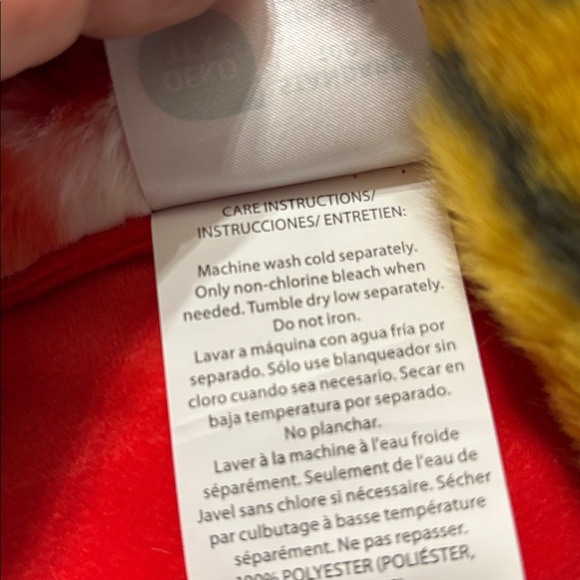 CARE INSTRUCTIONS/
INSTRUCCIONES/ ENTRETIEN:
Machine wash cold separately.
Only non-chlorine bleach when
needed. Tumble dry low separately.
Do not iron.
Lavar a máquina con agua fría por
separado. Sólo use blanqueador sin
cloro cuando sea necesario. Secar en
baja temperatura por separado.
No planchar.
Laver à la machine à l'eau froide
séparément. Seulement de l'eau de
Javel sans chlore si nécessaire. Sécher
par culbutage à basse température
séparément. Ne pas repasser.
100% POLYESTER (POLIÉSTER,